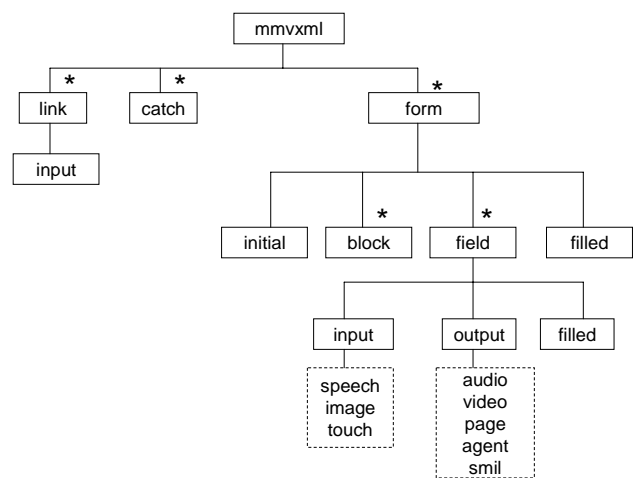 mmvxml
* * *
link catch form
input
* *
initial block field filled
input output filled
speech
image
touch
audio
video
page
agent
smil